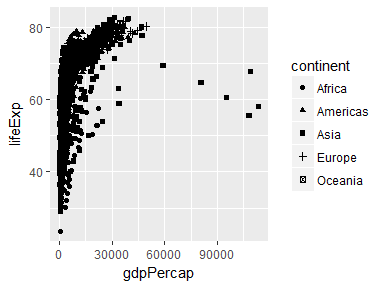 80
60
40
lifeExp
0
30000
60000
90000
gdpPercap
continent
Africa
Americas
Asia
Europe
Oceania